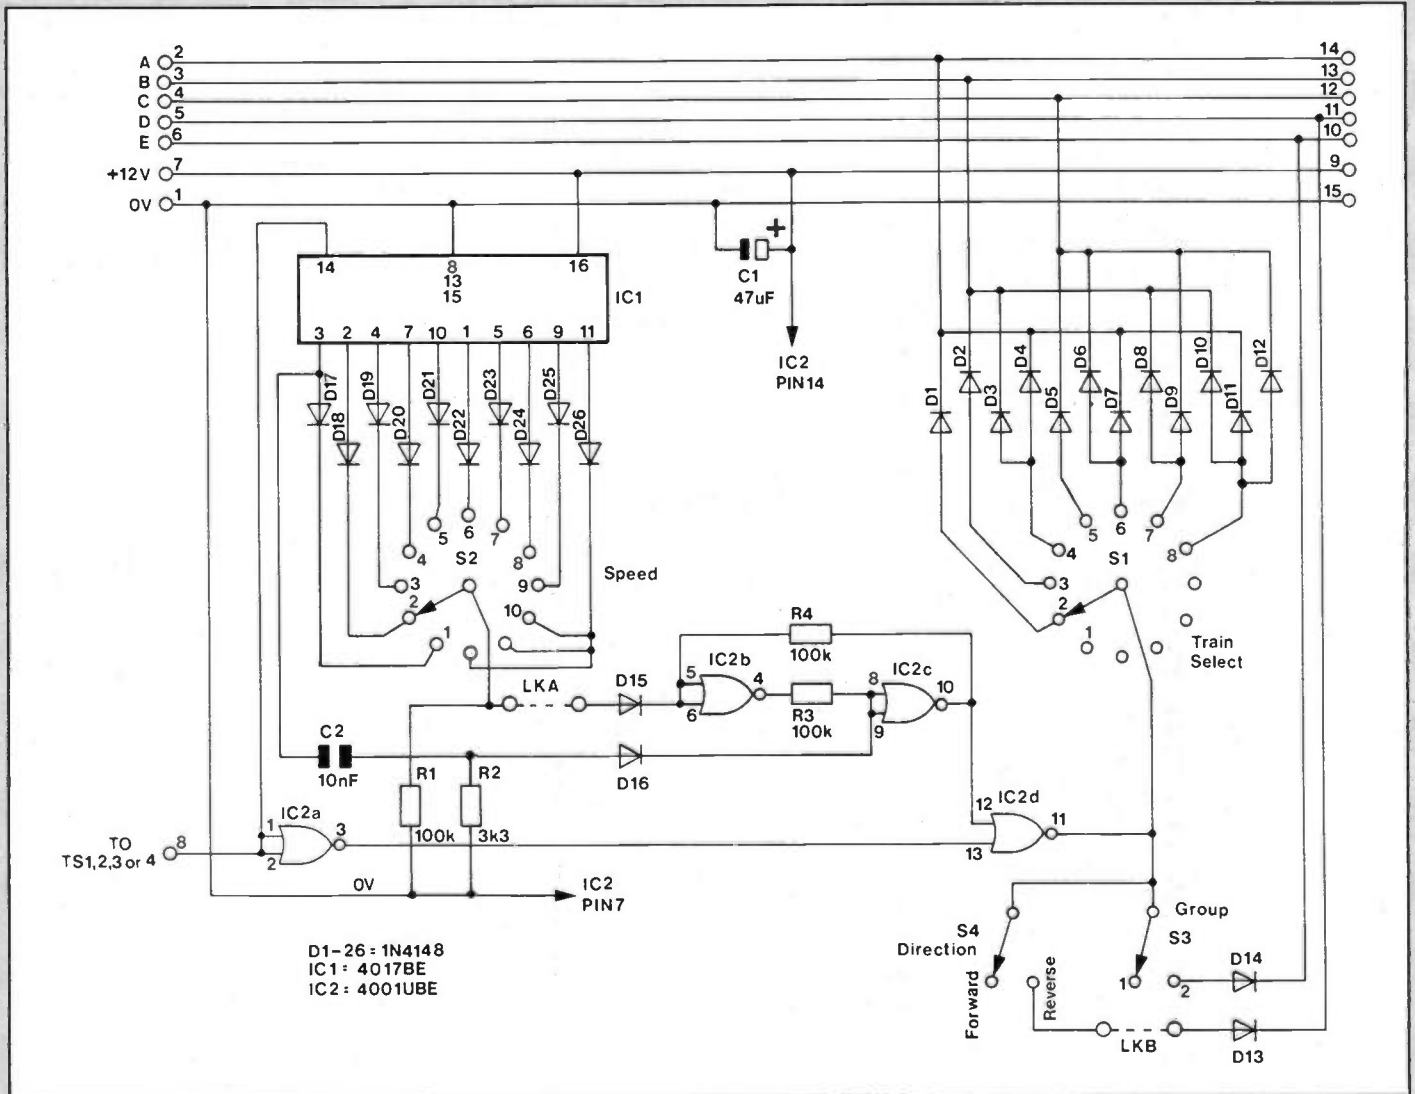 A 2
B 3
C 4
D 5
E 6
+12V 7
0V 1
14
13
12
11
10
9
15
14 8 16
13
15
IC1
3 2 4 7 10 1 5 6 9 11
+
C1
47uF
IC2
PIN14
D17 D18 D19 D20 D21 D22 D23 D24 D25 D26
D1 D2 D3 D4 D5 D6 D7 D8 D9 D10 D11 D12
1 2 3 4 5 6 7 8 9 10
S2
Speed
1 2 3 4 5 6 7 8
S1
Train
Select
R4
100k
IC2b
5
6
4
R3
100k
IC2c
8
9
10
LKA
D15
D16
C2
10nF
R1
100k
R2
3k3
IC2a
1
2
3
TO
TS1,2,3 or 4
8
IC2d
12
13
11
0V
IC2
PIN7
D1-26 = 1N4148
IC1 = 4017BE
IC2 = 4001UBE
S4
Direction
Forward
Reverse
Group
S3
1
2
D14
LKB
D13